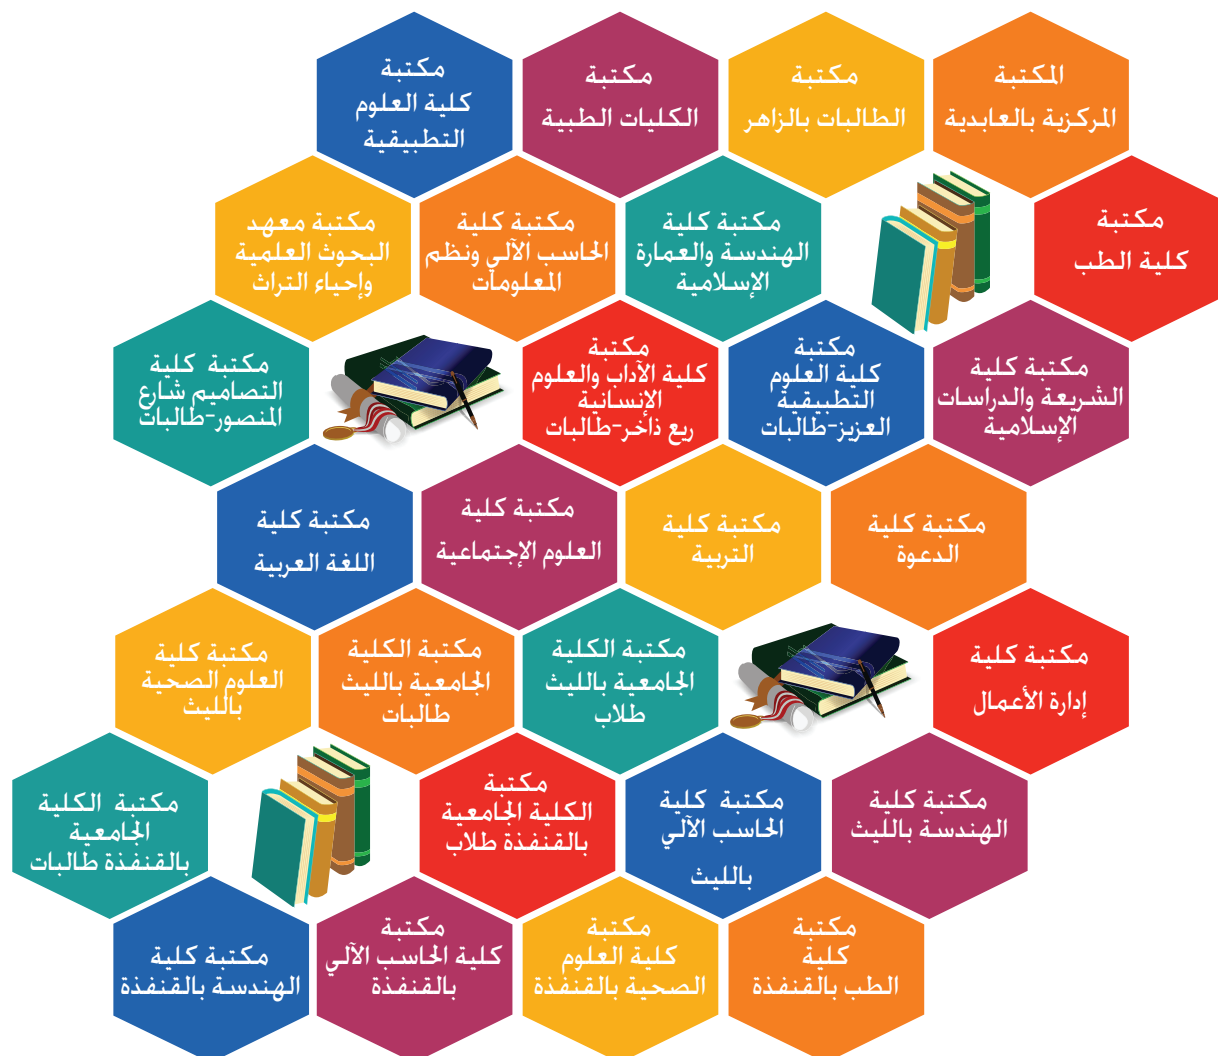 المكتبة
المركزية بالعابدية
مكتبة
الطالبات بالزاهر
مكتبة
الكليات الطبية
مكتبة
كلية العلوم
التطبيقية
مكتبة
كلية الطب
مكتبة كلية
الهندسة والعمارة
الإسلامية
مكتبة كلية
الحاسب الآلي ونظم
المعلومات
مكتبة معهد
البحوث العلمية
وإحياء التراث
مكتبة كلية
الشريعة والدراسات
الإسلامية
مكتبة
كلية العلوم
التطبيقية
العزيز-طالبات
مكتبة
كلية الآداب والعلوم
الإنسانية
ريع ذاخر-طالبات
مكتبة كلية
التصاميم شارع
المنصور-طالبات
مكتبة كلية
الدعوة
مكتبة كلية
التربية
مكتبة كلية
العلوم الإجتماعية
مكتبة كلية
اللغة العربية
مكتبة كلية
إدارة الأعمال
مكتبة الكلية
الجامعية بالليث
طلاب
مكتبة الكلية
الجامعية بالليث
طالبات
مكتبة كلية
العلوم الصحية
بالليث
مكتبة كلية
الهندسة بالليث
مكتبة كلية
الحاسب الآلي
بالليث
مكتبة
الكلية الجامعية
بالقنفذة طلاب
مكتبة الكلية
الجامعية
بالقنفذة طالبات
مكتبة
كلية
الطب بالقنفذة
مكتبة
كلية العلوم
الصحية بالقنفذة
مكتبة
كلية الحاسب الآلي
بالقنفذة
مكتبة كلية
الهندسة بالقنفذة